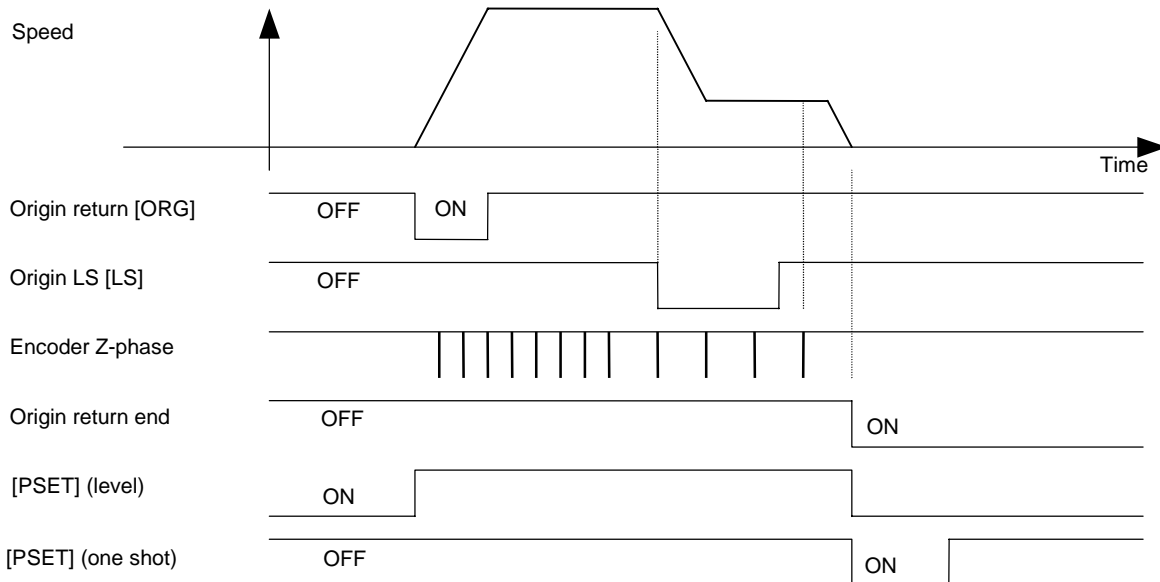 Speed
Time
Origin return [ORG]
OFF
ON
Origin LS [LS]
OFF
Encoder Z-phase
Origin return end
OFF
ON
[PSET] (level)
ON
[PSET] (one shot)
OFF
ON